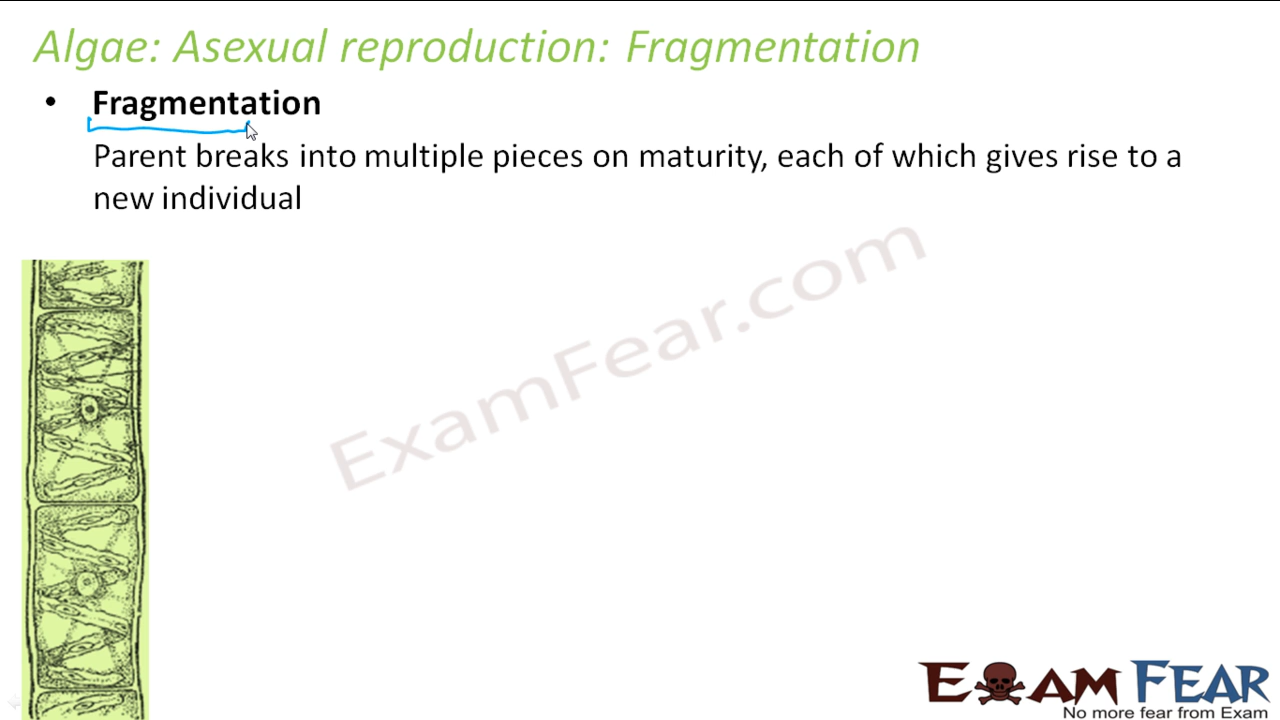 Algae: Asexual reproduction: Fragmentation
• Fragmentation
Parent breaks into multiple pieces on maturity, each of which gives rise to a
new individual
ExamFear.com
EXAM FEAR
No more fear from Exam